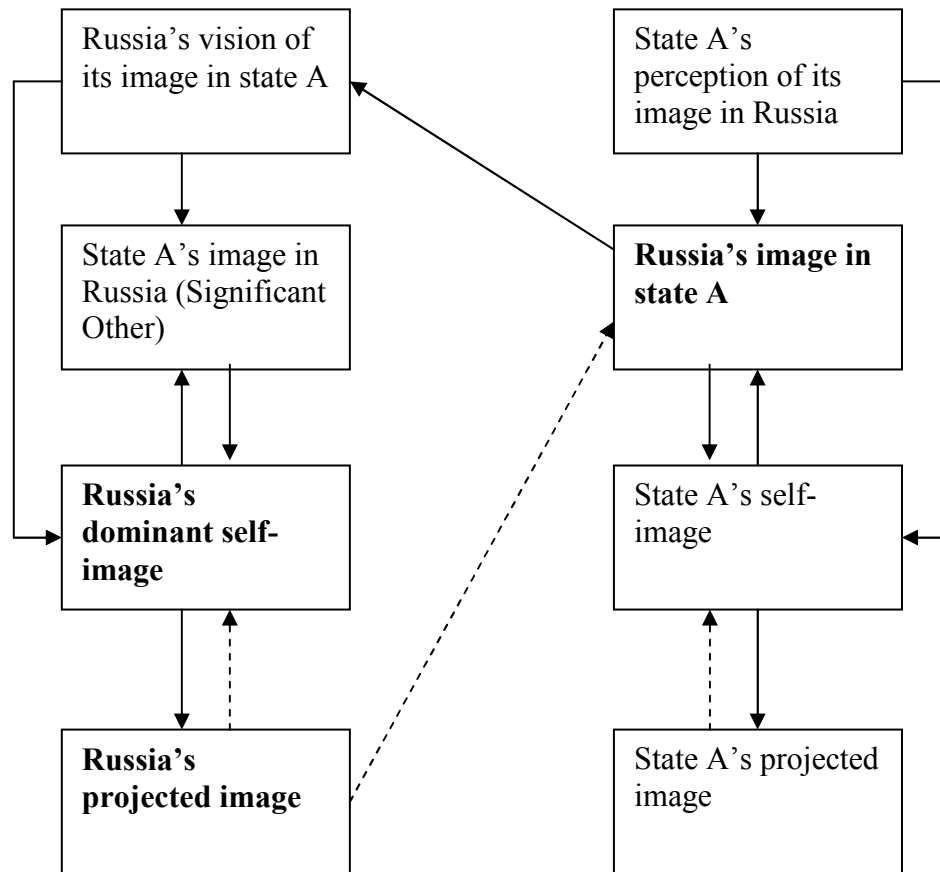 Russia’s vision of
its image in state A
State A’s
perception of its
image in Russia
State A’s image in
Russia (Significant
Other)
Russia’s image in
state A
Russia’s
dominant self-
image
State A’s self-
image
Russia’s
projected image
State A’s projected
image